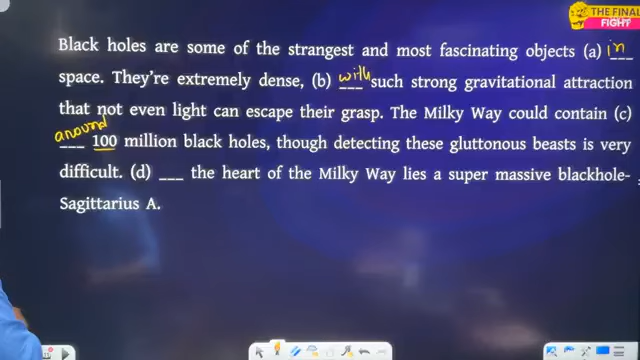 THE FINAL
FIGHT
Black holes are some of the strangest and most fascinating objects (a) in ___
space. They're extremely dense, (b) with ___ such strong gravitational attraction
that not even light can escape their grasp. The Milky Way could contain (c)
around ___ 100 million black holes, though detecting these gluttonous beasts is very
difficult. (d) ___ the heart of the Milky Way lies a super massive blackhole-
Sagittarius A.